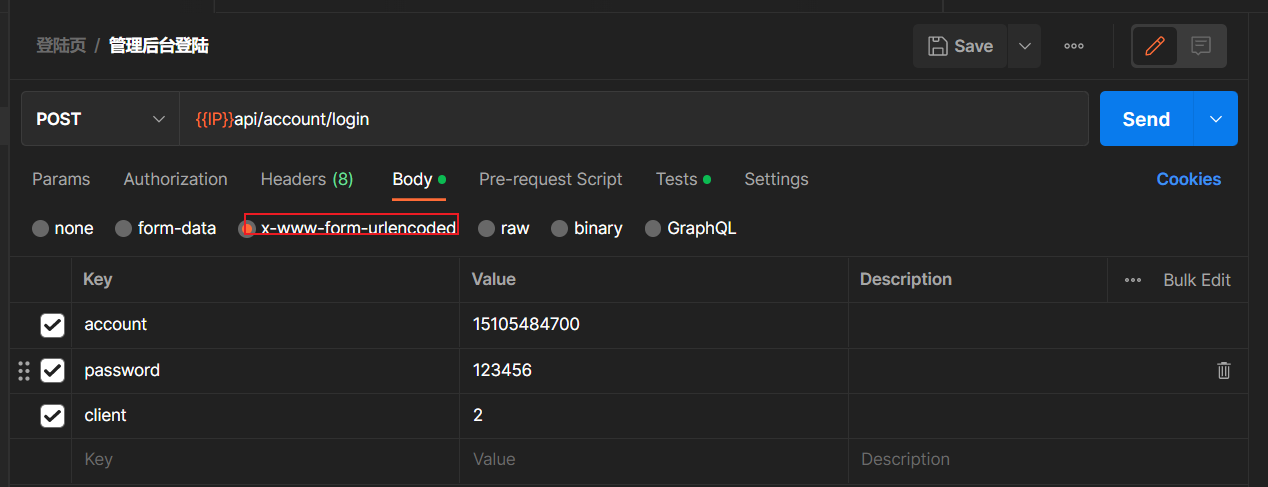 登陆页 / 管理后台登陆 Save
POST {{IP}}api/account/login Send
Params Authorization Headers (8) Body Pre-request Script Tests Settings Cookies
none form-data x-www-form-urlencoded raw binary GraphQL
Key Value Description Bulk Edit
account 15105484700
password 123456
client 2
Key Value Description